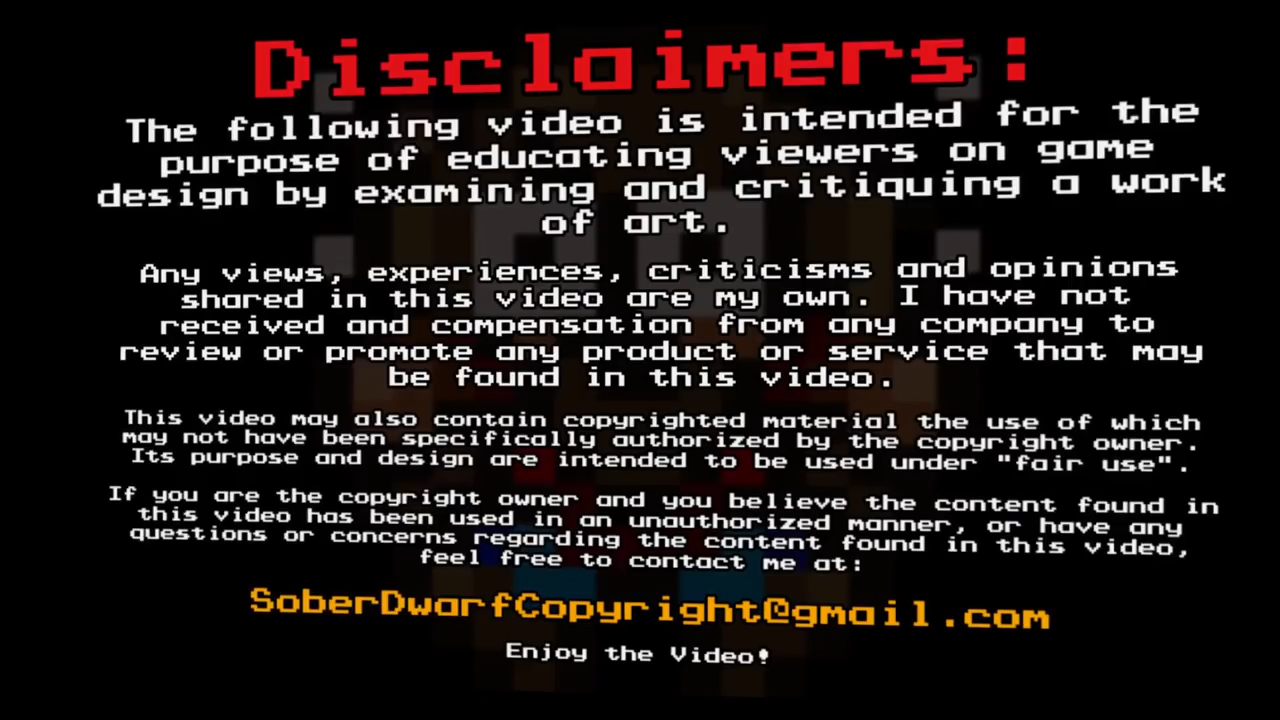 Disclaimers:
The following video is intended for the
purpose of educating viewers on game
design by examining and critiquing a work
of art.
Any views, experiences, criticisms and opinions
shared in this video are my own. I have not
received and compensation from any company to
review or promote any product or service that may
be found in this video.
This video may also contain copyrighted material the use of which
may not have been specifically authorized by the copyright owner.
Its purpose and design are intended to be used under "fair use".
If you are the copyright owner and you believe the content found in
this video has been used in an unauthorized manner, or have any
questions or concerns regarding the content found in this video,
feel free to contact me at:
SoberDwarfCopyright@gmail.com
Enjoy the Video!